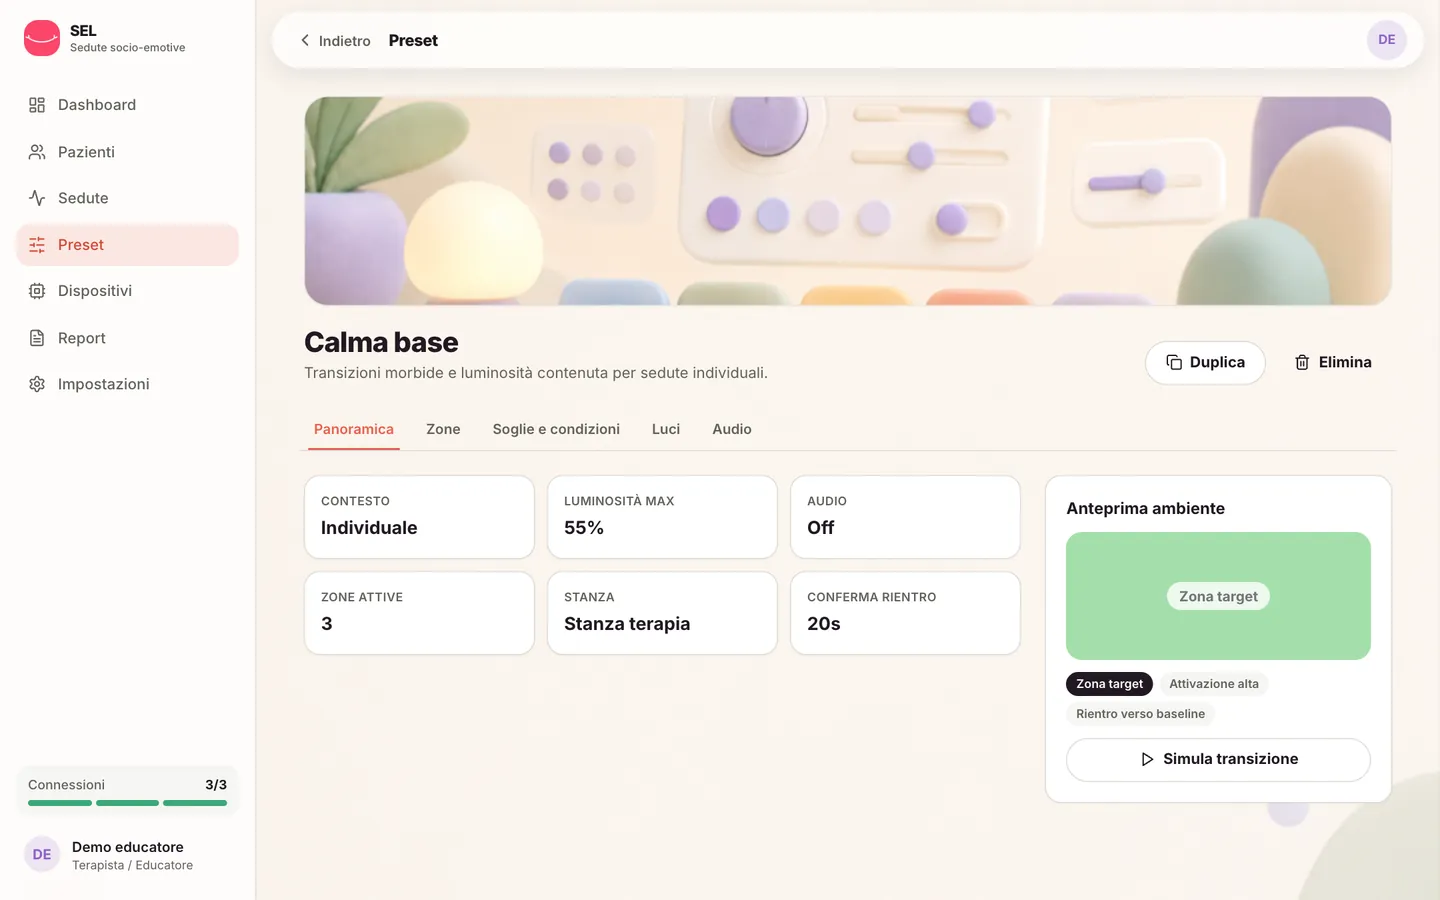 SEL
Sedute socio-emotive
Dashboard
Pazienti
Sedute
Preset
Dispositivi
Report
Impostazioni
Connessioni 3/3
DE
Demo educatore
Terapista / Educatore
Indietro Preset
DE
Calma base
Transizioni morbide e luminosità contenuta per sedute individuali.
Duplica Elimina
Panoramica Zone Soglie e condizioni Luci Audio
CONTESTO
Individuale
LUMINOSITÀ MAX
55%
AUDIO
Off
ZONE ATTIVE
3
STANZA
Stanza terapia
CONFERMA RIENTRO
20s
Anteprima ambiente
Zona target
Zona target Attivazione alta
Rientro verso baseline
Simula transizione